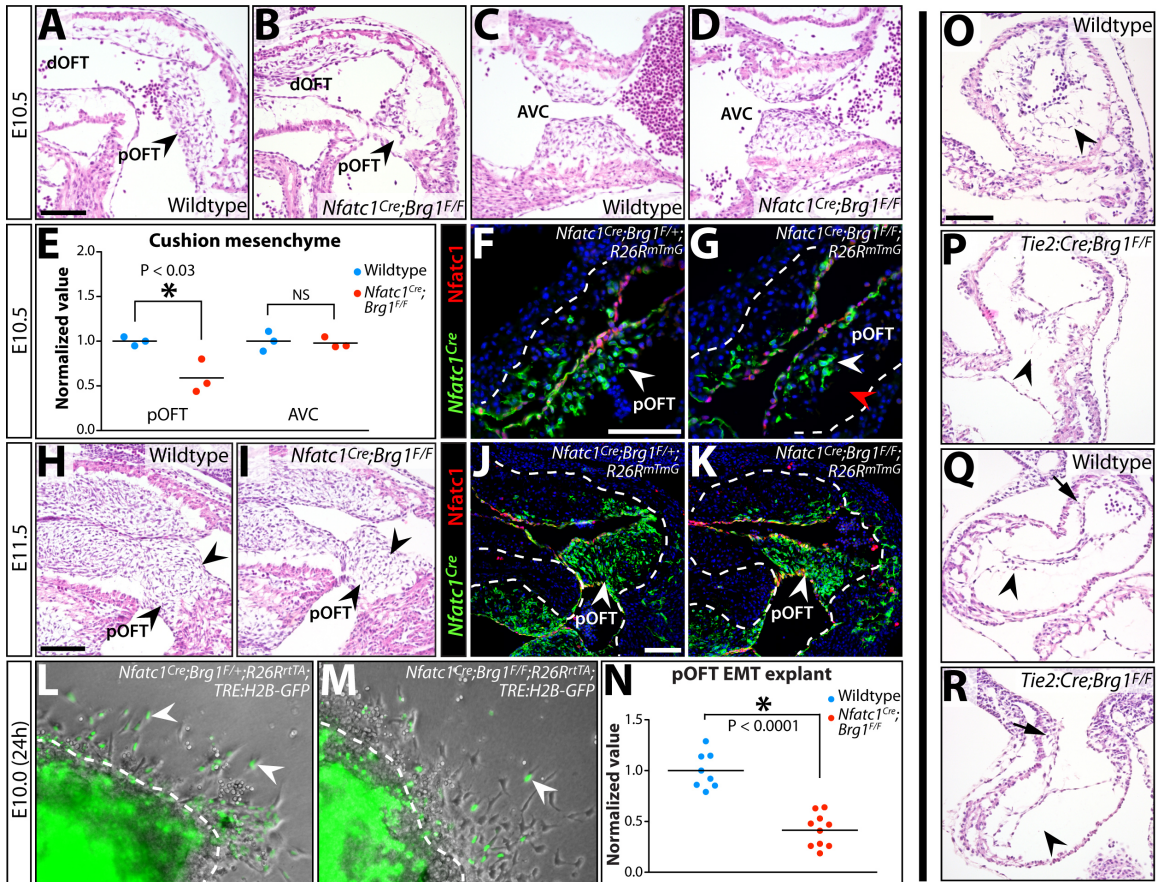 E10.5
A
dOFT
pOFT
Wildtype
B
dOFT
pOFT
Nfatc1Cre;Brg1F/F
C
AVC
Wildtype
D
AVC
Nfatc1Cre;Brg1F/F
E10.5
E
Cushion mesenchyme
Normalized value
2.0
1.5
1.0
0.5
0.0
P < 0.03
*
NS
Wildtype
Nfatc1Cre;
Brg1F/F
pOFT
AVC
Nfatc1Cre Nfatc1
F
Nfatc1Cre;Brg1F/+;
R26RmTmG
pOFT
G
Nfatc1Cre;Brg1F/F;
R26RmTmG
pOFT
E11.5
H
Wildtype
pOFT
I
Nfatc1Cre;Brg1F/F
pOFT
Nfatc1Cre Nfatc1
J
Nfatc1Cre;Brg1F/+;
R26RmTmG
pOFT
K
Nfatc1Cre;Brg1F/F;
R26RmTmG
pOFT
E10.0 (24h)
L
Nfatc1Cre;Brg1F/+;R26RrtTA;
TRE:H2B-GFP
M
Nfatc1Cre;Brg1F/F;R26RrtTA;
TRE:H2B-GFP
N
pOFT EMT explant
Normalized value
1.5
1.0
0.5
0.0
*
P < 0.0001
Wildtype
Nfatc1Cre;
Brg1F/F
O
Wildtype
P
Tie2:Cre;Brg1F/F
Q
Wildtype
R
Tie2:Cre;Brg1F/F